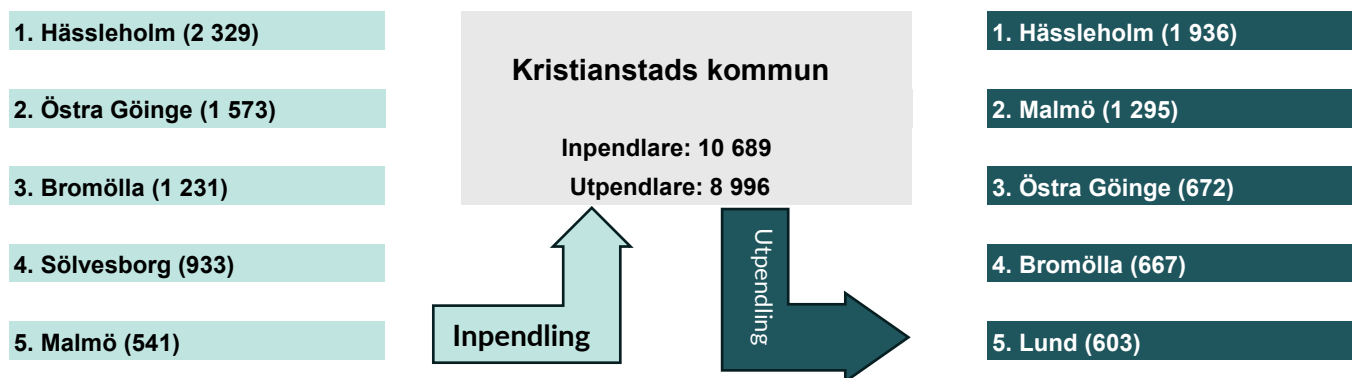 1. Hässleholm (2 329)
2. Östra Göinge (1 573)
3. Bromölla (1 231)
4. Sölvesborg (933)
5. Malmö (541)
Kristianstads kommun
Inpendlare: 10 689
Utpendlare: 8 996
Inpendling
Utpendling
1. Hässleholm (1 936)
2. Malmö (1 295)
3. Östra Göinge (672)
4. Bromölla (667)
5. Lund (603)